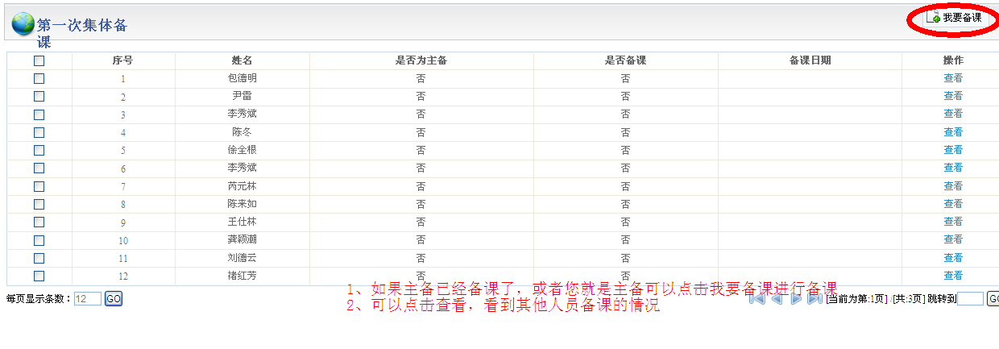 第一次集体备
课
我要备课
序号 姓名 是否为主备 是否备课 备课日期 操作
1 包德明 否 否 查看
2 尹雷 否 否 查看
3 李秀斌 否 否 查看
4 陈冬 否 否 查看
5 徐全根 否 否 查看
6 李秀斌 否 否 查看
7 芮元林 否 否 查看
8 陈来如 否 否 查看
9 王仕林 否 否 查看
10 龚颖潮 否 否 查看
11 刘德云 否 否 查看
12 褚红芳 否 否 查看
1、如果主备已经备课了，或者您就是主备可以点击我要备课进行备课
2、可以点击查看，看到其他人员备课的情况
每页显示条数：12 GO [当前为第:1页] /[共:3页] 跳转到 GO